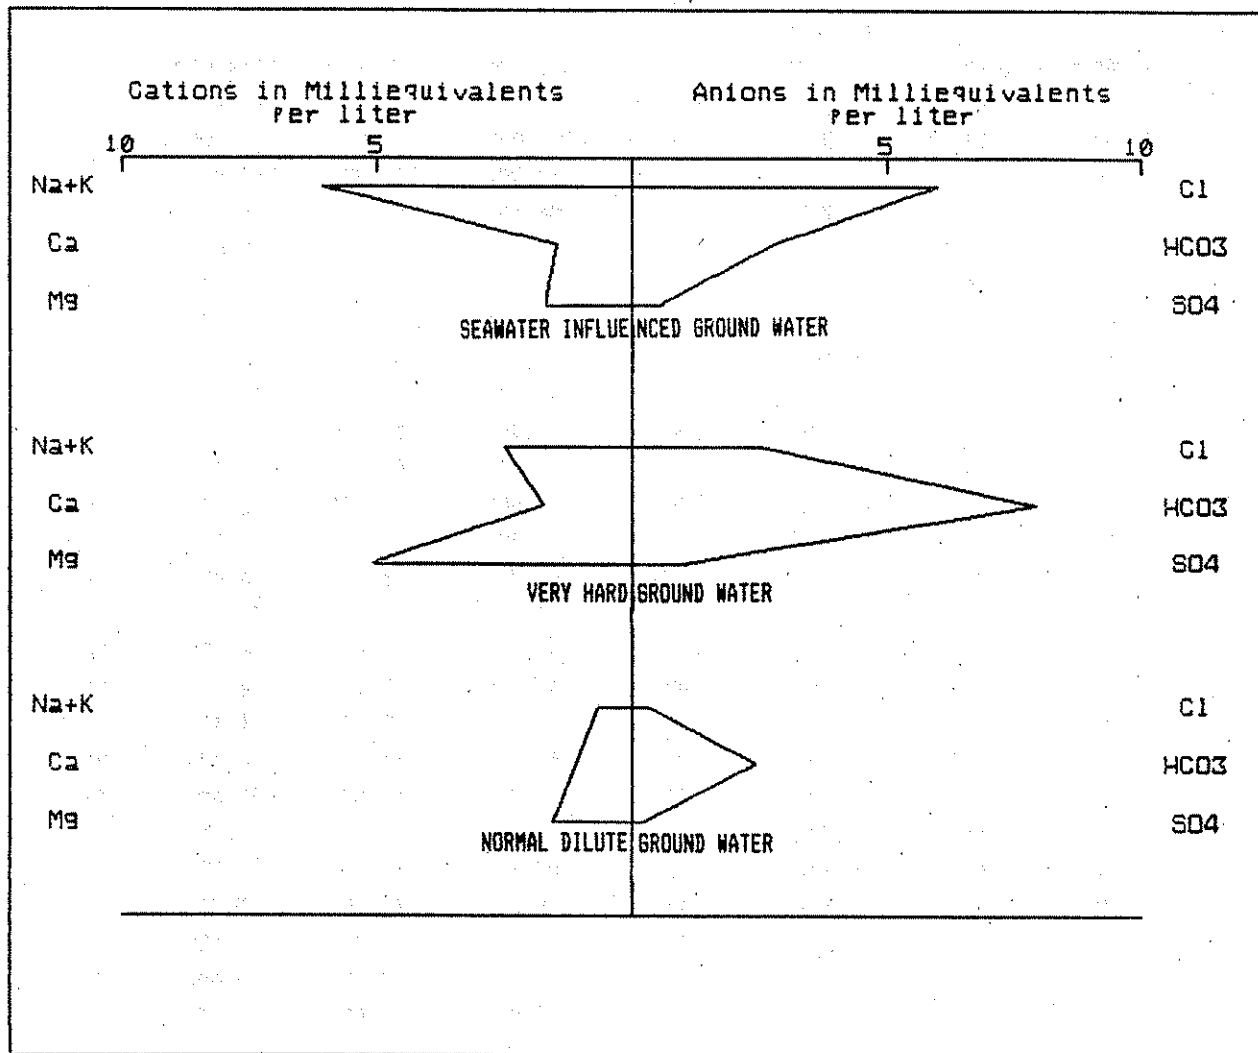 Cations in Milliequivalents
per liter
Anions in Milliequivalents
per liter
10
5
5
10
Na+K
Cl
Ca
HCO3
Mg
SO4
SEAWATER INFLUENCED GROUND WATER
Na+K
Cl
Ca
HCO3
Mg
SO4
VERY HARD GROUND WATER
Na+K
Cl
Ca
HCO3
Mg
SO4
NORMAL DILUTE GROUND WATER